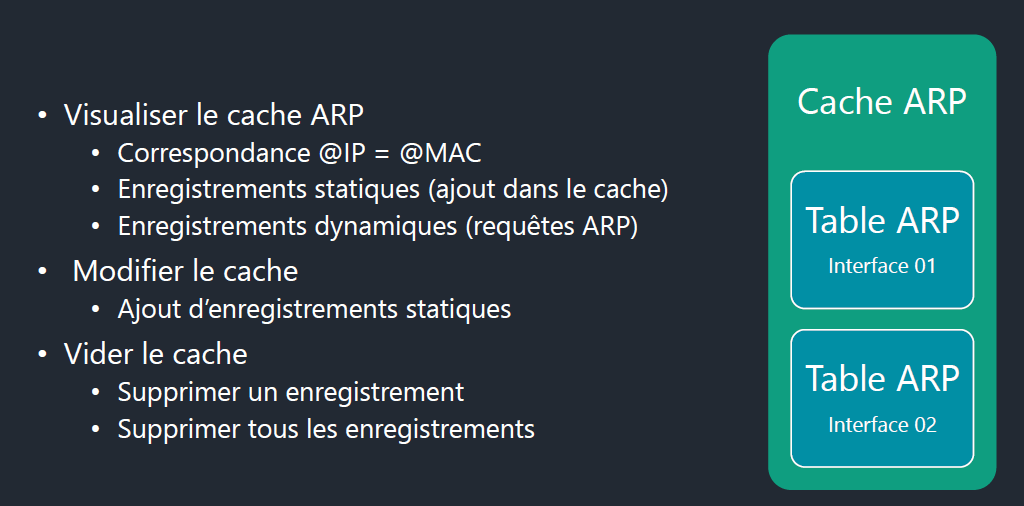 • Visualiser le cache ARP
• Correspondance @IP = @MAC
• Enregistrements statiques (ajout dans le cache)
• Enregistrements dynamiques (requêtes ARP)
• Modifier le cache
• Ajout d’enregistrements statiques
• Vider le cache
• Supprimer un enregistrement
• Supprimer tous les enregistrements
Cache ARP
Table ARP
Interface 01
Table ARP
Interface 02